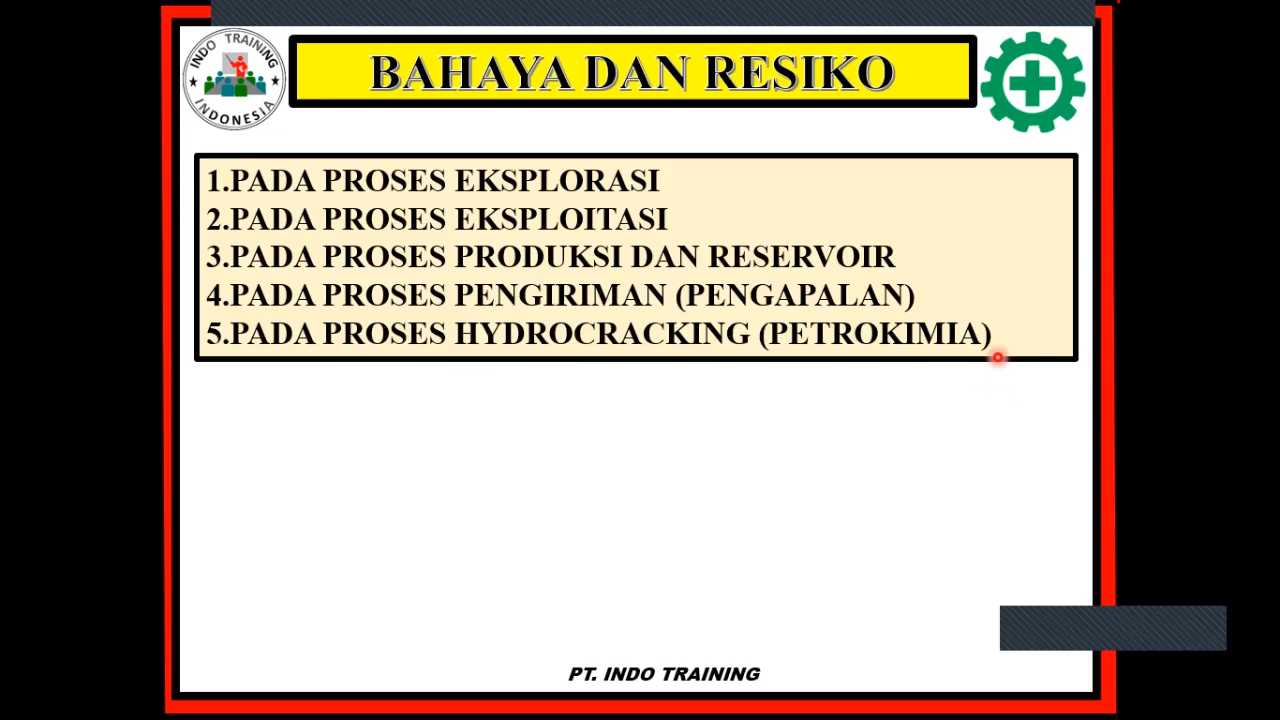 INDO TRAINING
INDONESIA
BAHAYA DAN RESIKO
1.PADA PROSES EKSPLORASI
2.PADA PROSES EKSPLOITASI
3.PADA PROSES PRODUKSI DAN RESERVOIR
4.PADA PROSES PENGIRIMAN (PENGAPALAN)
5.PADA PROSES HYDROCRACKING (PETROKIMIA)
PT. INDO TRAINING